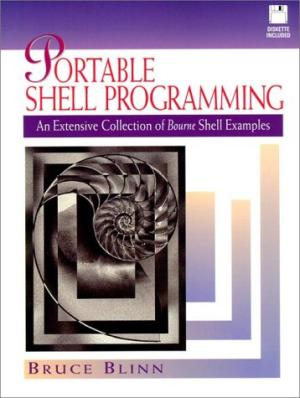 DISKETTE
INCLUDED
PORTABLE
SHELL PROGRAMMING
An Extensive Collection of Bourne Shell Examples
BRUCE BLINN